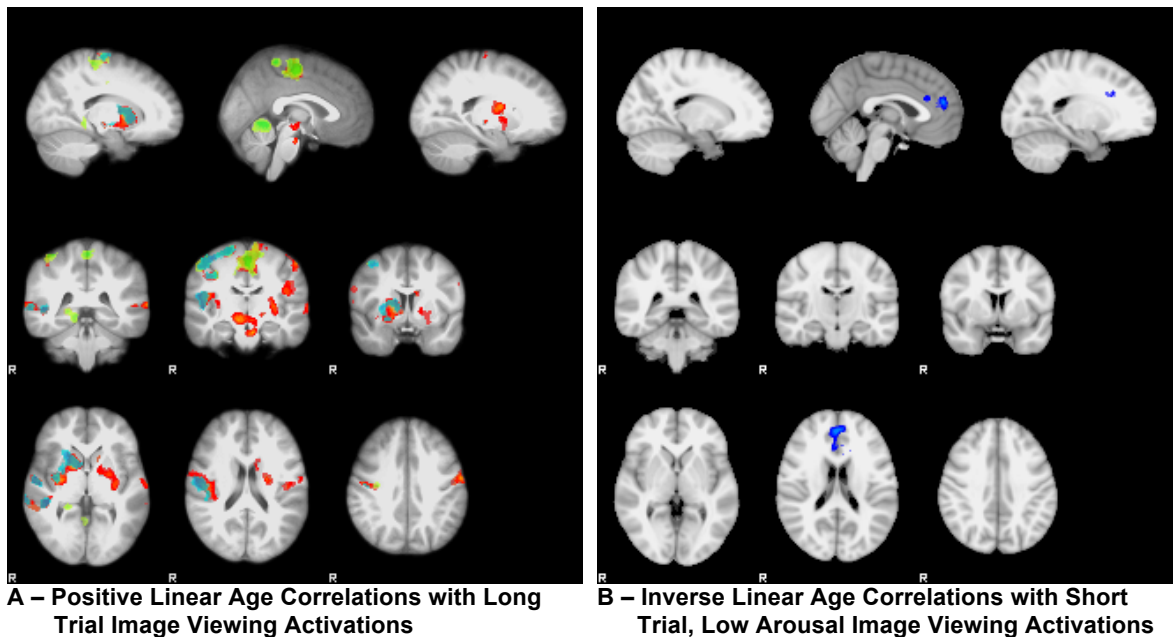 R R R
R R
R R R
R R
A – Positive Linear Age Correlations with Long
Trial Image Viewing Activations
B – Inverse Linear Age Correlations with Short
Trial, Low Arousal Image Viewing Activations